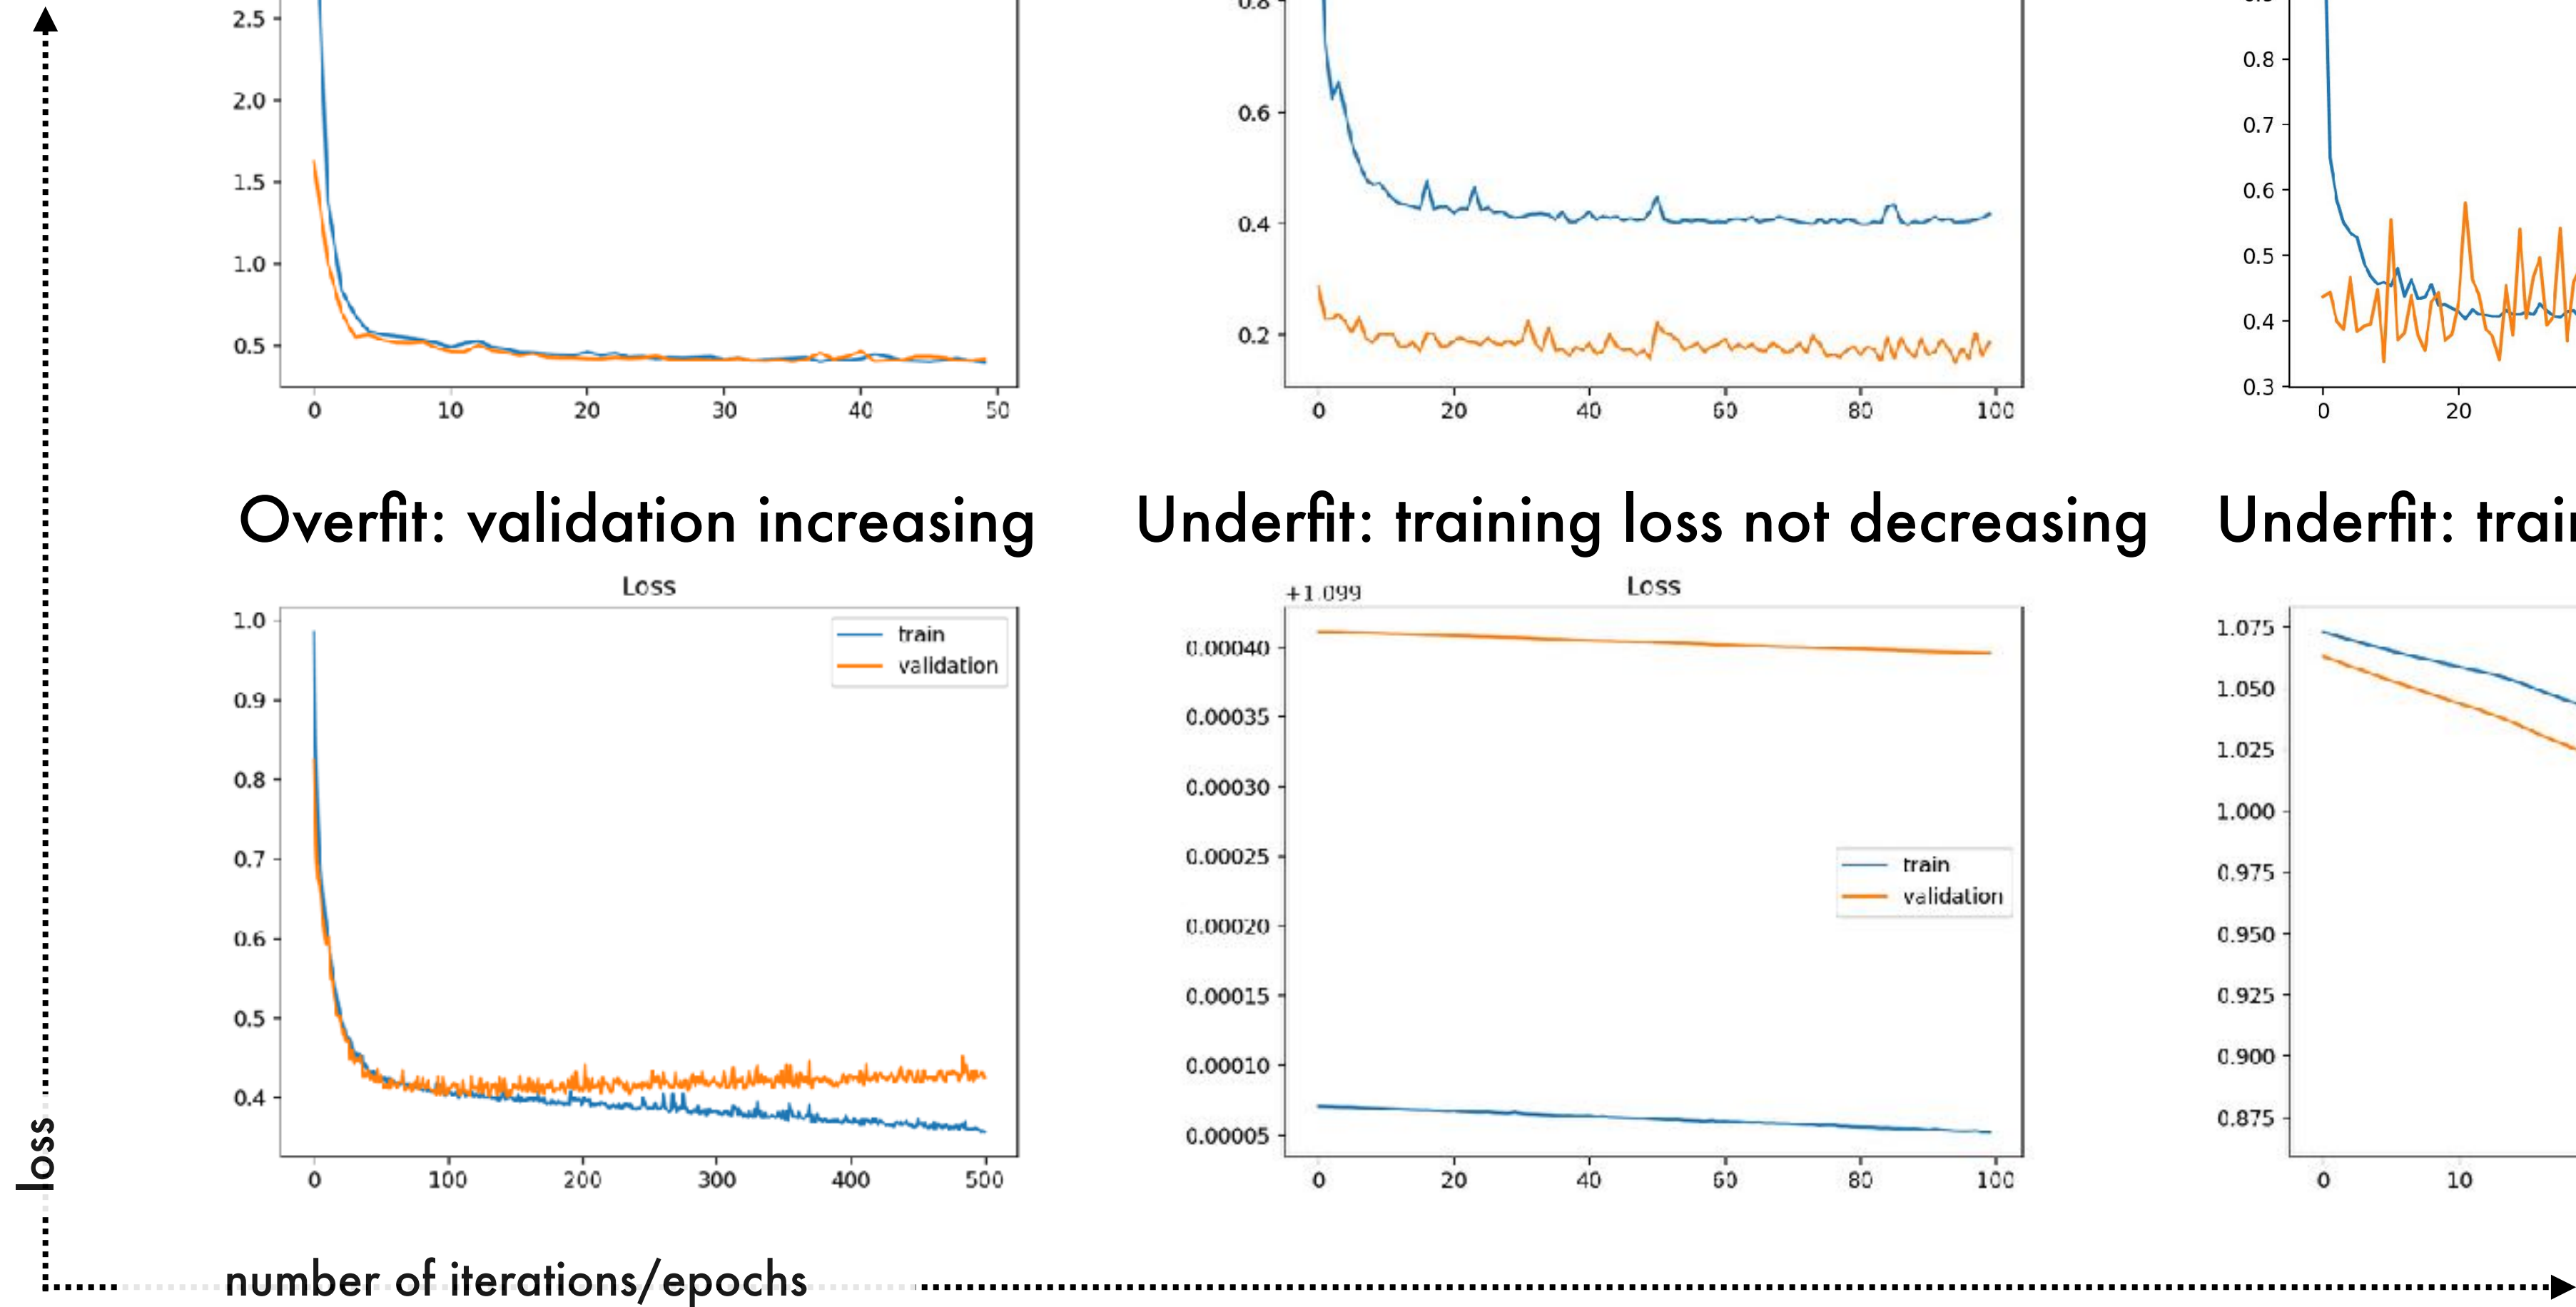 2.5
2.0
1.5
1.0
0.5
0 10 20 30 40 50
0.8
0.6
0.4
0.2
0 20 40 60 80 100
0.8
0.7
0.6
0.5
0.4
0.3
0 20
Overfit: validation increasing
Underfit: training loss not decreasing
Underfit: train
Loss
1.0
0.9
0.8
0.7
0.6
0.5
0.4
train
validation
0 100 200 300 400 500
Loss
+1.099
0.00040
0.00035
0.00030
0.00025
0.00020
0.00015
0.00010
0.00005
train
validation
0 20 40 60 80 100
1.075
1.050
1.025
1.000
0.975
0.950
0.925
0.900
0.875
0 10
loss
number of iterations/epochs